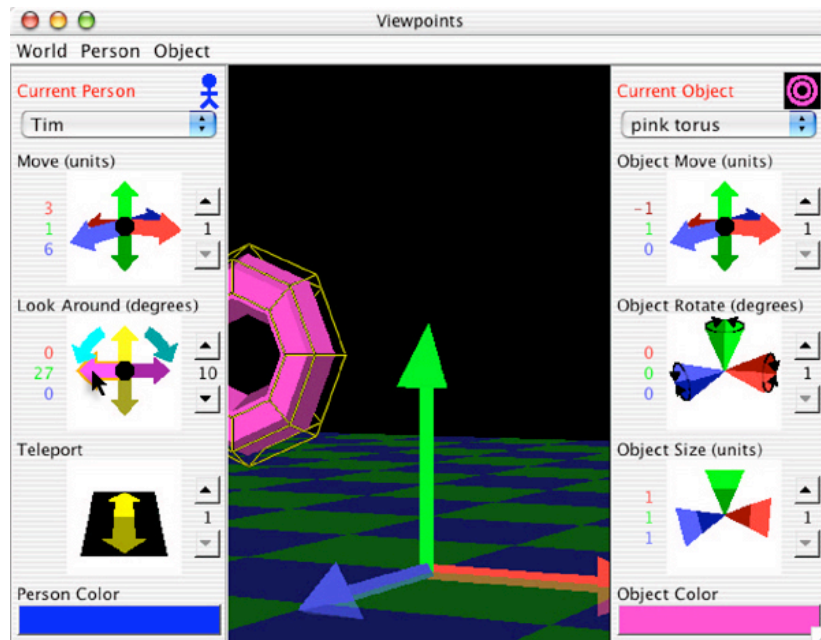 Viewpoints
World Person Object
Current Person
Tim
Move (units)
3
1
6
1
Look Around (degrees)
0
27
0
10
Teleport
1
Person Color
Current Object
pink torus
Object Move (units)
-1
1
0
1
Object Rotate (degrees)
0
0
0
1
Object Size (units)
1
1
1
1
Object Color